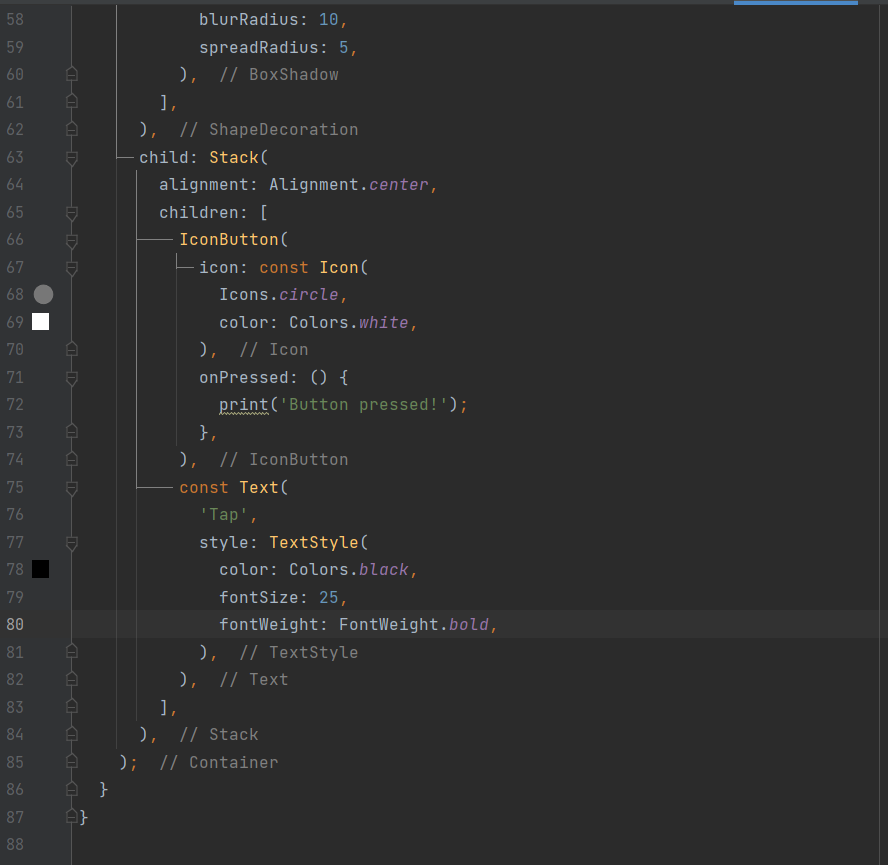 58 blurRadius: 10,
59 spreadRadius: 5,
60 ), // BoxShadow
61 ],
62 ), // ShapeDecoration
63 child: Stack(
64 alignment: Alignment.center,
65 children: [
66 IconButton(
67 icon: const Icon(
68 Icons.circle,
69 color: Colors.white,
70 ), // Icon
71 onPressed: () {
72 print('Button pressed!');
73 },
74 ), // IconButton
75 const Text(
76 'Tap',
77 style: TextStyle(
78 color: Colors.black,
79 fontSize: 25,
80 fontWeight: FontWeight.bold,
81 ), // TextStyle
82 ), // Text
83 ],
84 ), // Stack
85 ); // Container
86 }
87 }
88